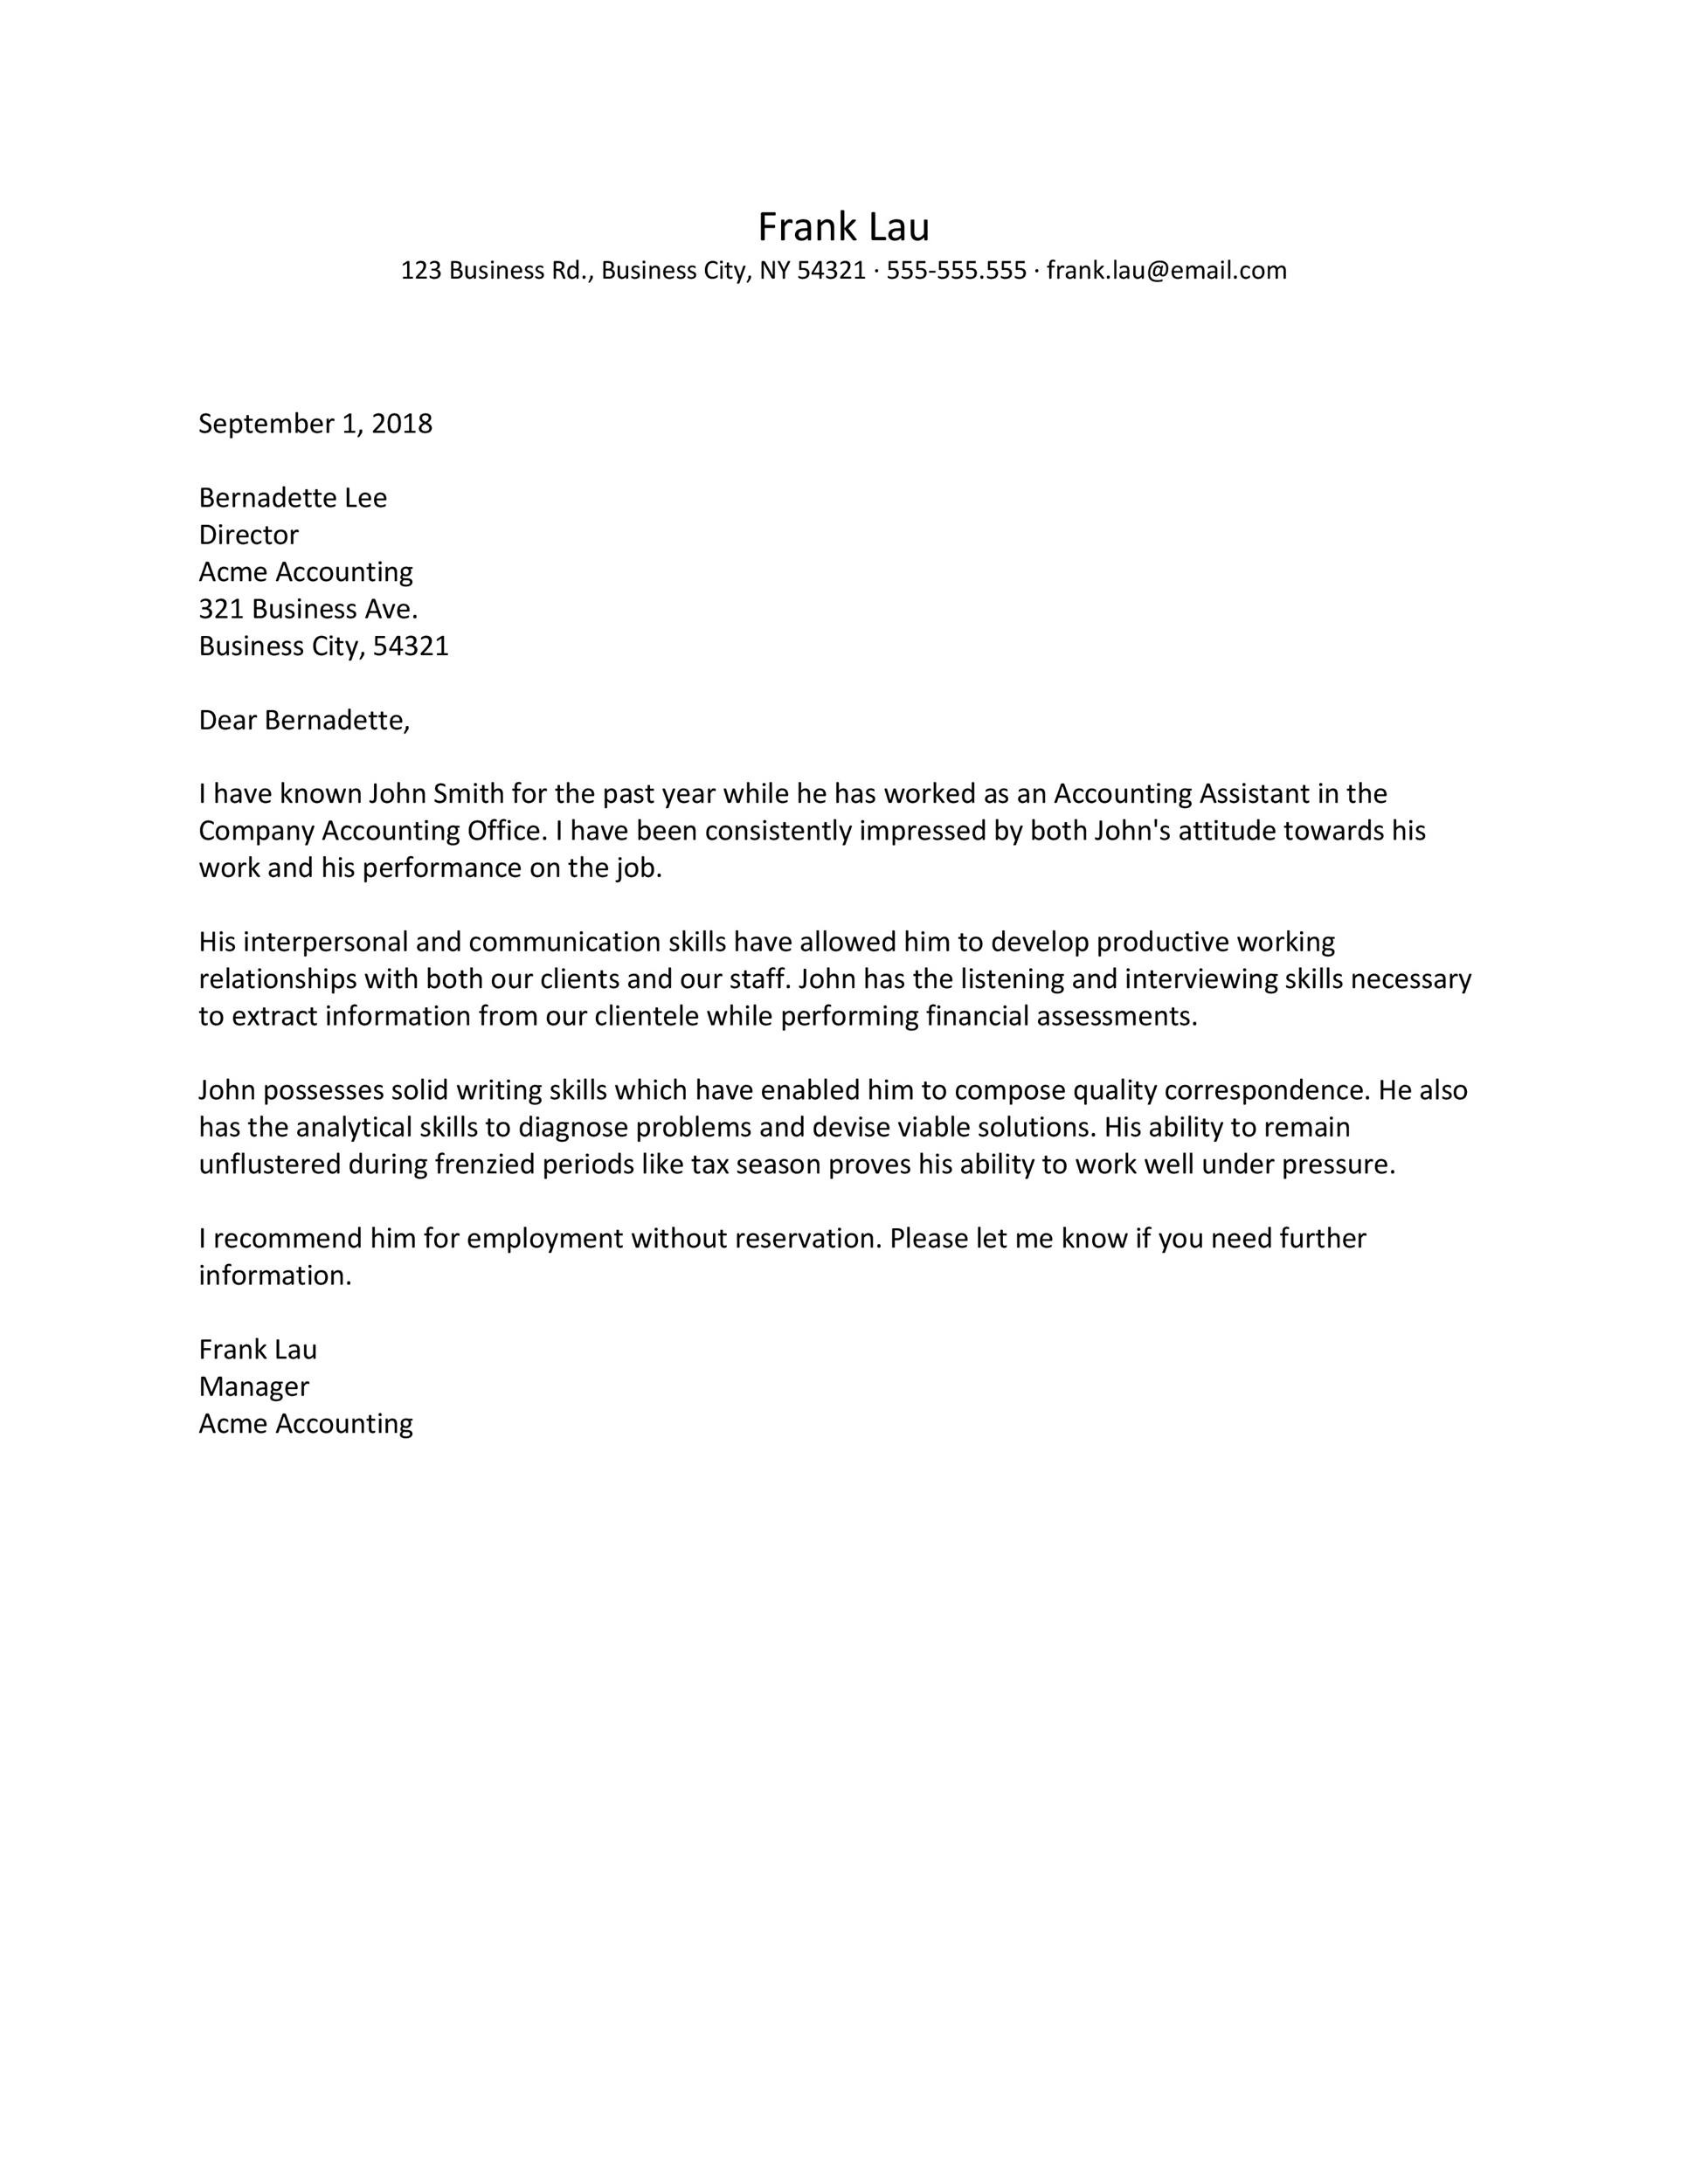 Frank Lau
123 Business Rd., Business City, NY 54321 · 555-555.555 · frank.lau@email.com
September 1, 2018
Bernadette Lee
Director
Acme Accounting
321 Business Ave.
Business City, 54321
Dear Bernadette,
I have known John Smith for the past year while he has worked as an Accounting Assistant in the
Company Accounting Office. I have been consistently impressed by both John's attitude towards his
work and his performance on the job.
His interpersonal and communication skills have allowed him to develop productive working
relationships with both our clients and our staff. John has the listening and interviewing skills necessary
to extract information from our clientele while performing financial assessments.
John possesses solid writing skills which have enabled him to compose quality correspondence. He also
has the analytical skills to diagnose problems and devise viable solutions. His ability to remain
unflustered during frenzied periods like tax season proves his ability to work well under pressure.
I recommend him for employment without reservation. Please let me know if you need further
information.
Frank Lau
Manager
Acme Accounting